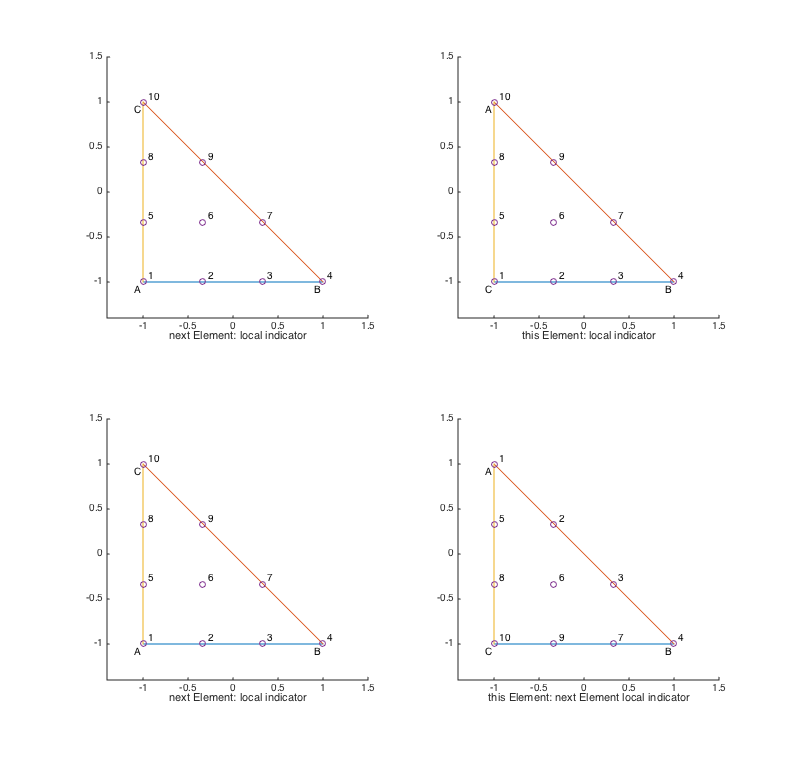 1.5 1.5
C 10 1 A 10 1
0.5 8 9 0.5 8 9
0 0
-0.5 5 6 7 -0.5 5 6 7
-1 1 2 3 4 -1 1 2 3 4
A B C B
-1 -0.5 0 0.5 1 1.5 -1 -0.5 0 0.5 1 1.5
next Element: local indicator this Element: local indicator
1.5 1.5
1 C 10 1 A 1
0.5 8 9 0.5 5 2
0 0
-0.5 5 6 7 -0.5 8 6 3
-1 1 2 3 4 -1 10 9 7 4
A B C B
-1 -0.5 0 0.5 1 1.5 -1 -0.5 0 0.5 1 1.5
next Element: local indicator this Element: next Element local indicator